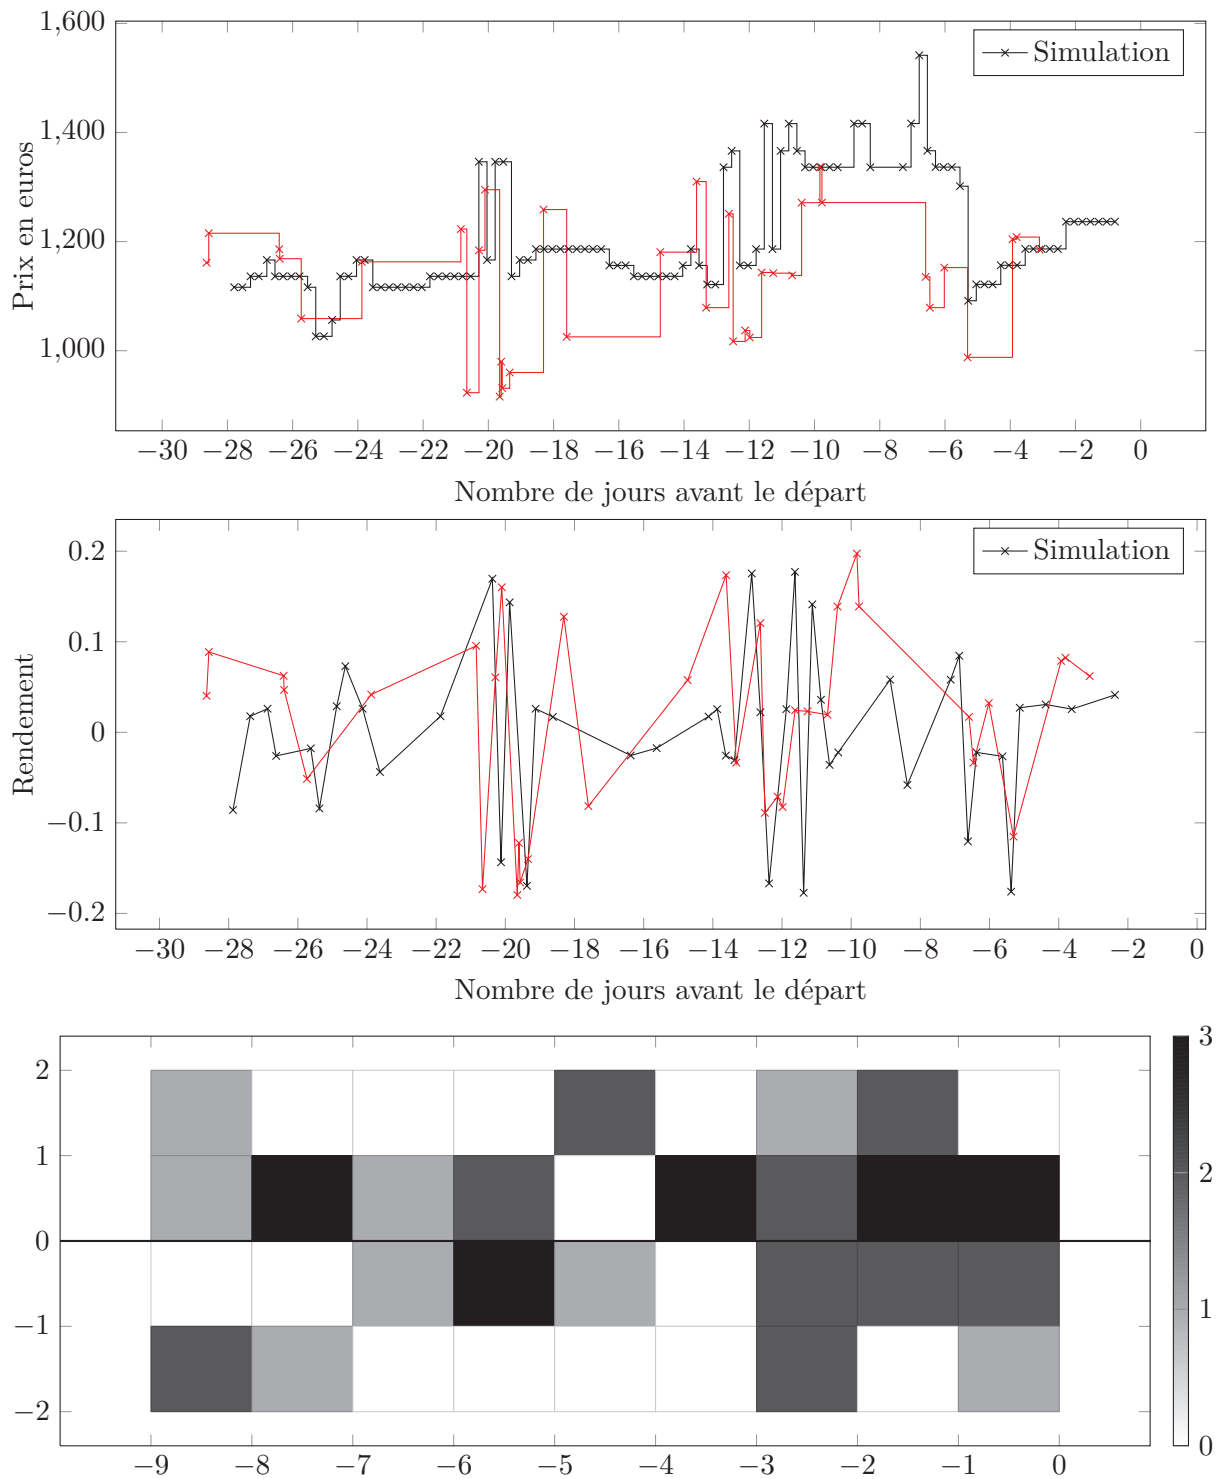 1,600
1,400
1,200
1,000
Prix en euros
Simulation
−30 −28 −26 −24 −22 −20 −18 −16 −14 −12 −10 −8 −6 −4 −2 0
Nombre de jours avant le départ
0.2
0.1
0
−0.1
−0.2
Rendement
Simulation
−30 −28 −26 −24 −22 −20 −18 −16 −14 −12 −10 −8 −6 −4 −2 0
Nombre de jours avant le départ
2
1
0
−1
−2
−9 −8 −7 −6 −5 −4 −3 −2 −1 0
3
2
1
0